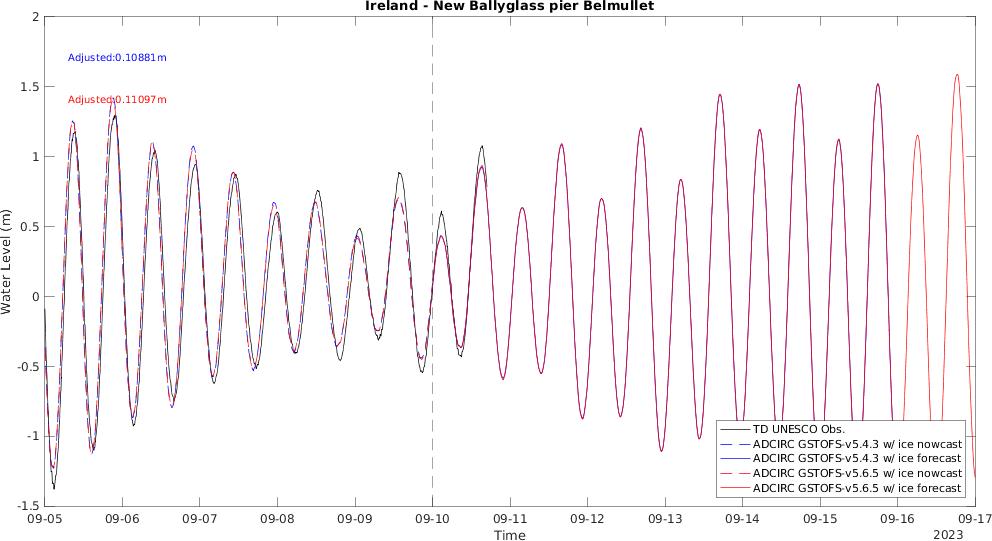 Ireland - New Ballyglass pier Belmullet
Adjusted:0.10881m
Adjusted:0.11097m
Water Level (m)
2
1.5
1
0.5
0
-0.5
-1
-1.5
09-05 09-06 09-07 09-08 09-09 09-10 09-11 09-12 09-13 09-14 09-15 09-16 09-17
Time
2023
TD UNESCO Obs.
ADCIRC GSTOFS-v5.4.3 w/ ice nowcast
ADCIRC GSTOFS-v5.4.3 w/ ice forecast
ADCIRC GSTOFS-v5.6.5 w/ ice nowcast
ADCIRC GSTOFS-v5.6.5 w/ ice forecast